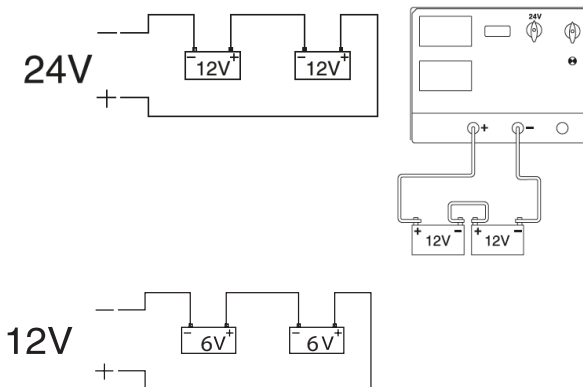 24V
−
+
− 12V +
− 12V +
24V
+ −
+ 12V − + 12V −
12V
−
+
− 6V +
− 6V +